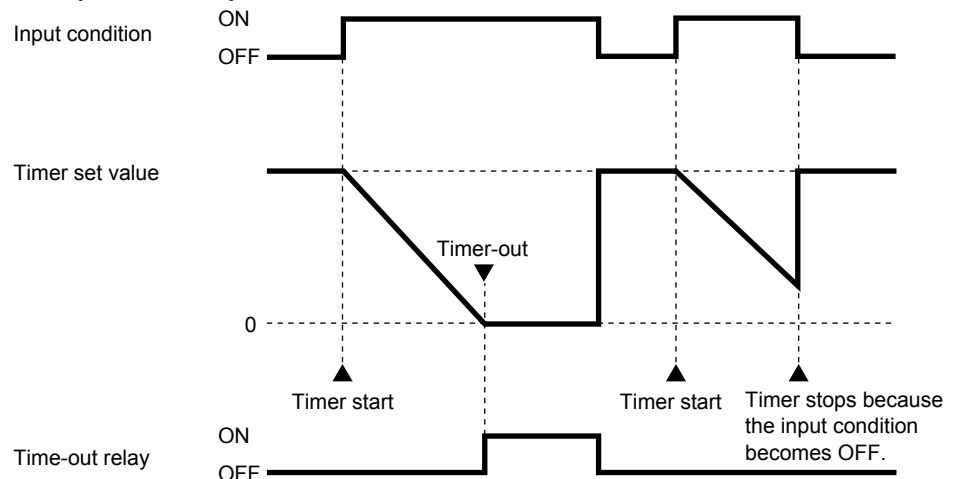 ON
Input condition
OFF
Timer set value
Timer-out
0
Timer start
Timer start
Timer stops because
the input condition
becomes OFF.
ON
Time-out relay
OFF